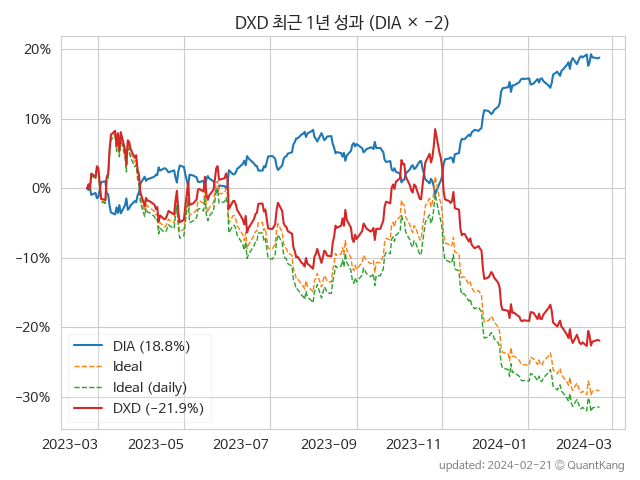 DXD 최근 1년 성과 (DIA × −2)
20%
10%
0%
−10%
−20%
−30%
DIA (18.8%)
Ideal
Ideal (daily)
DXD (−21.9%)
2023−03 2023−05 2023−07 2023−09 2023−11 2024−01 2024−03
updated: 2024−02−21 © QuantKang